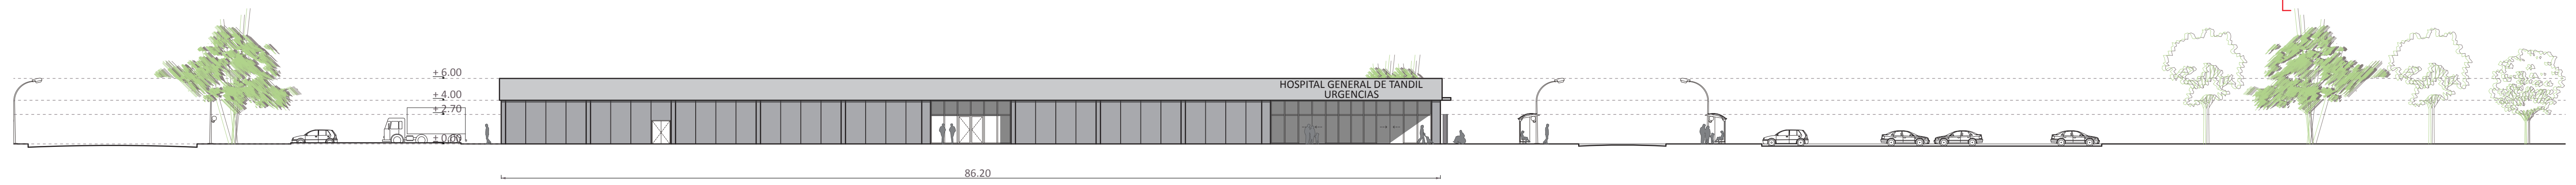 ± 6.00
HOSPITAL GENERAL DE TANDIL
URGENCIAS
± 4.00
± 2.70
±0.00
86.20